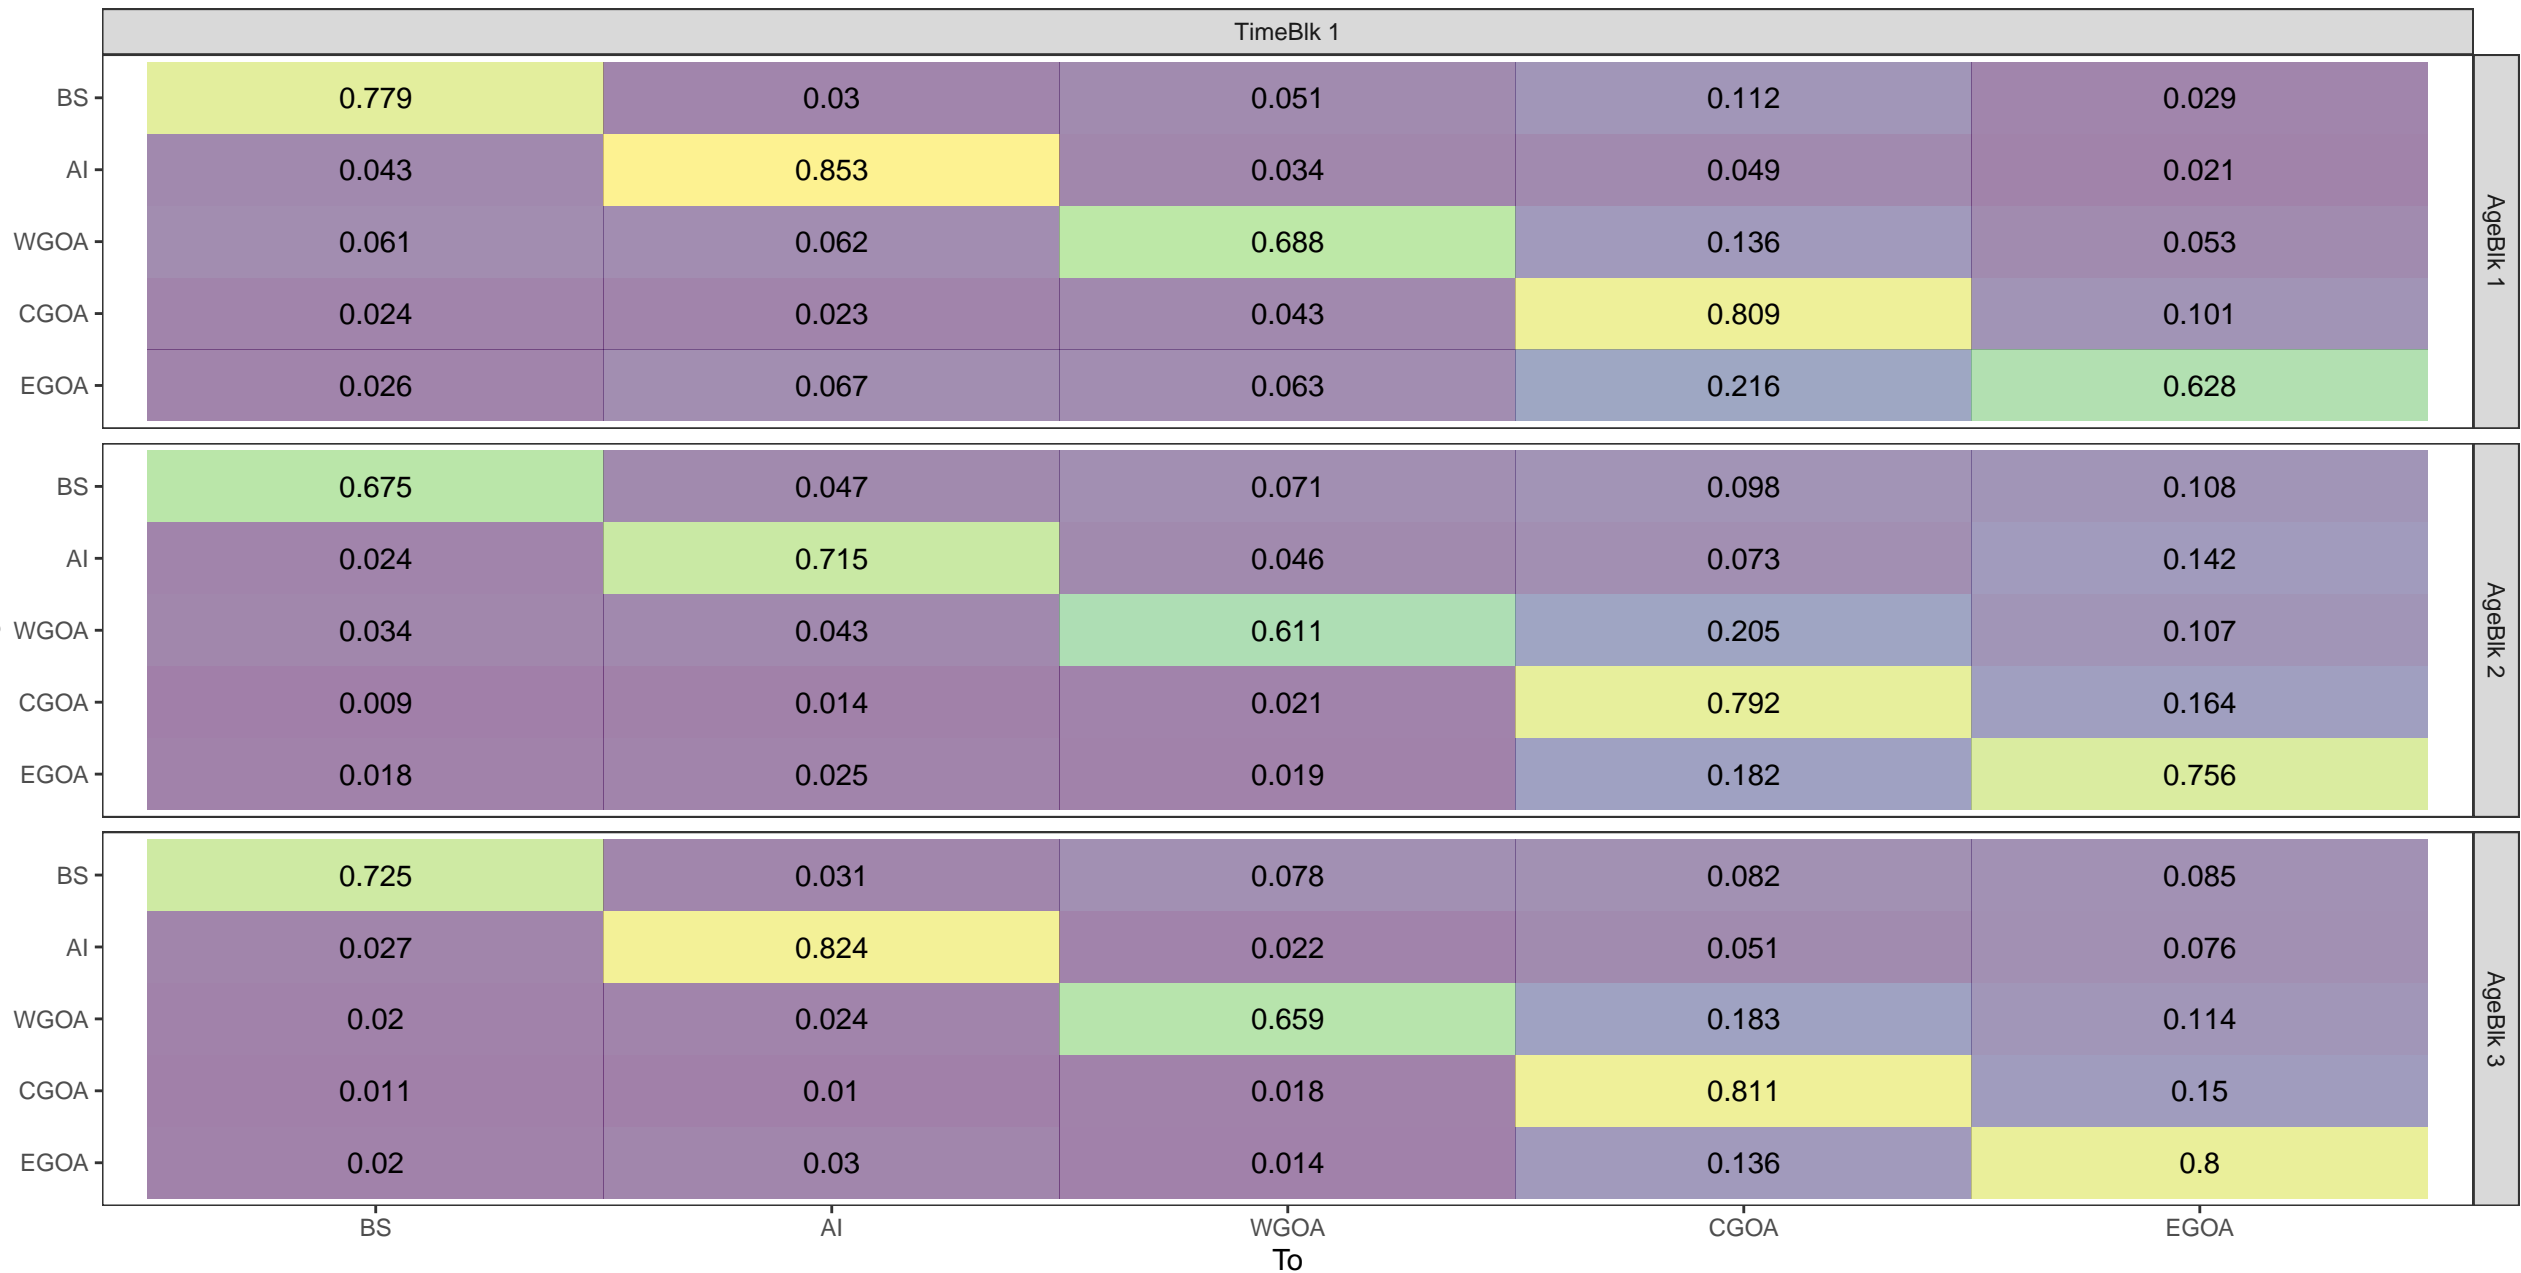 TimeBlk 1
BS 0.779 0.03 0.051 0.112 0.029
AI 0.043 0.853 0.034 0.049 0.021
WGOA 0.061 0.062 0.688 0.136 0.053
CGOA 0.024 0.023 0.043 0.809 0.101
EGOA 0.026 0.067 0.063 0.216 0.628
AgeBlk 1
BS 0.675 0.047 0.071 0.098 0.108
AI 0.024 0.715 0.046 0.073 0.142
WGOA 0.034 0.043 0.611 0.205 0.107
CGOA 0.009 0.014 0.021 0.792 0.164
EGOA 0.018 0.025 0.019 0.182 0.756
AgeBlk 2
BS 0.725 0.031 0.078 0.082 0.085
AI 0.027 0.824 0.022 0.051 0.076
WGOA 0.02 0.024 0.659 0.183 0.114
CGOA 0.011 0.01 0.018 0.811 0.15
EGOA 0.02 0.03 0.014 0.136 0.8
AgeBlk 3
BS AI WGOA CGOA EGOA
To